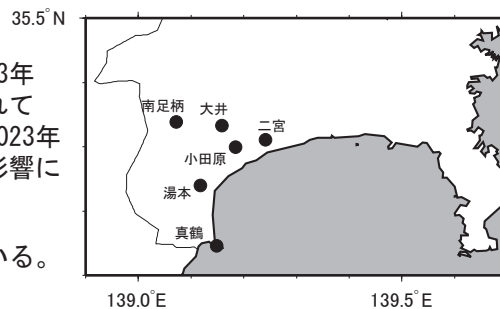 35.5°N
3年
れて
023年
影響に
いる。
南足柄
大井
二宮
小田原
湯本
真鶴
139.0°E
139.5°E